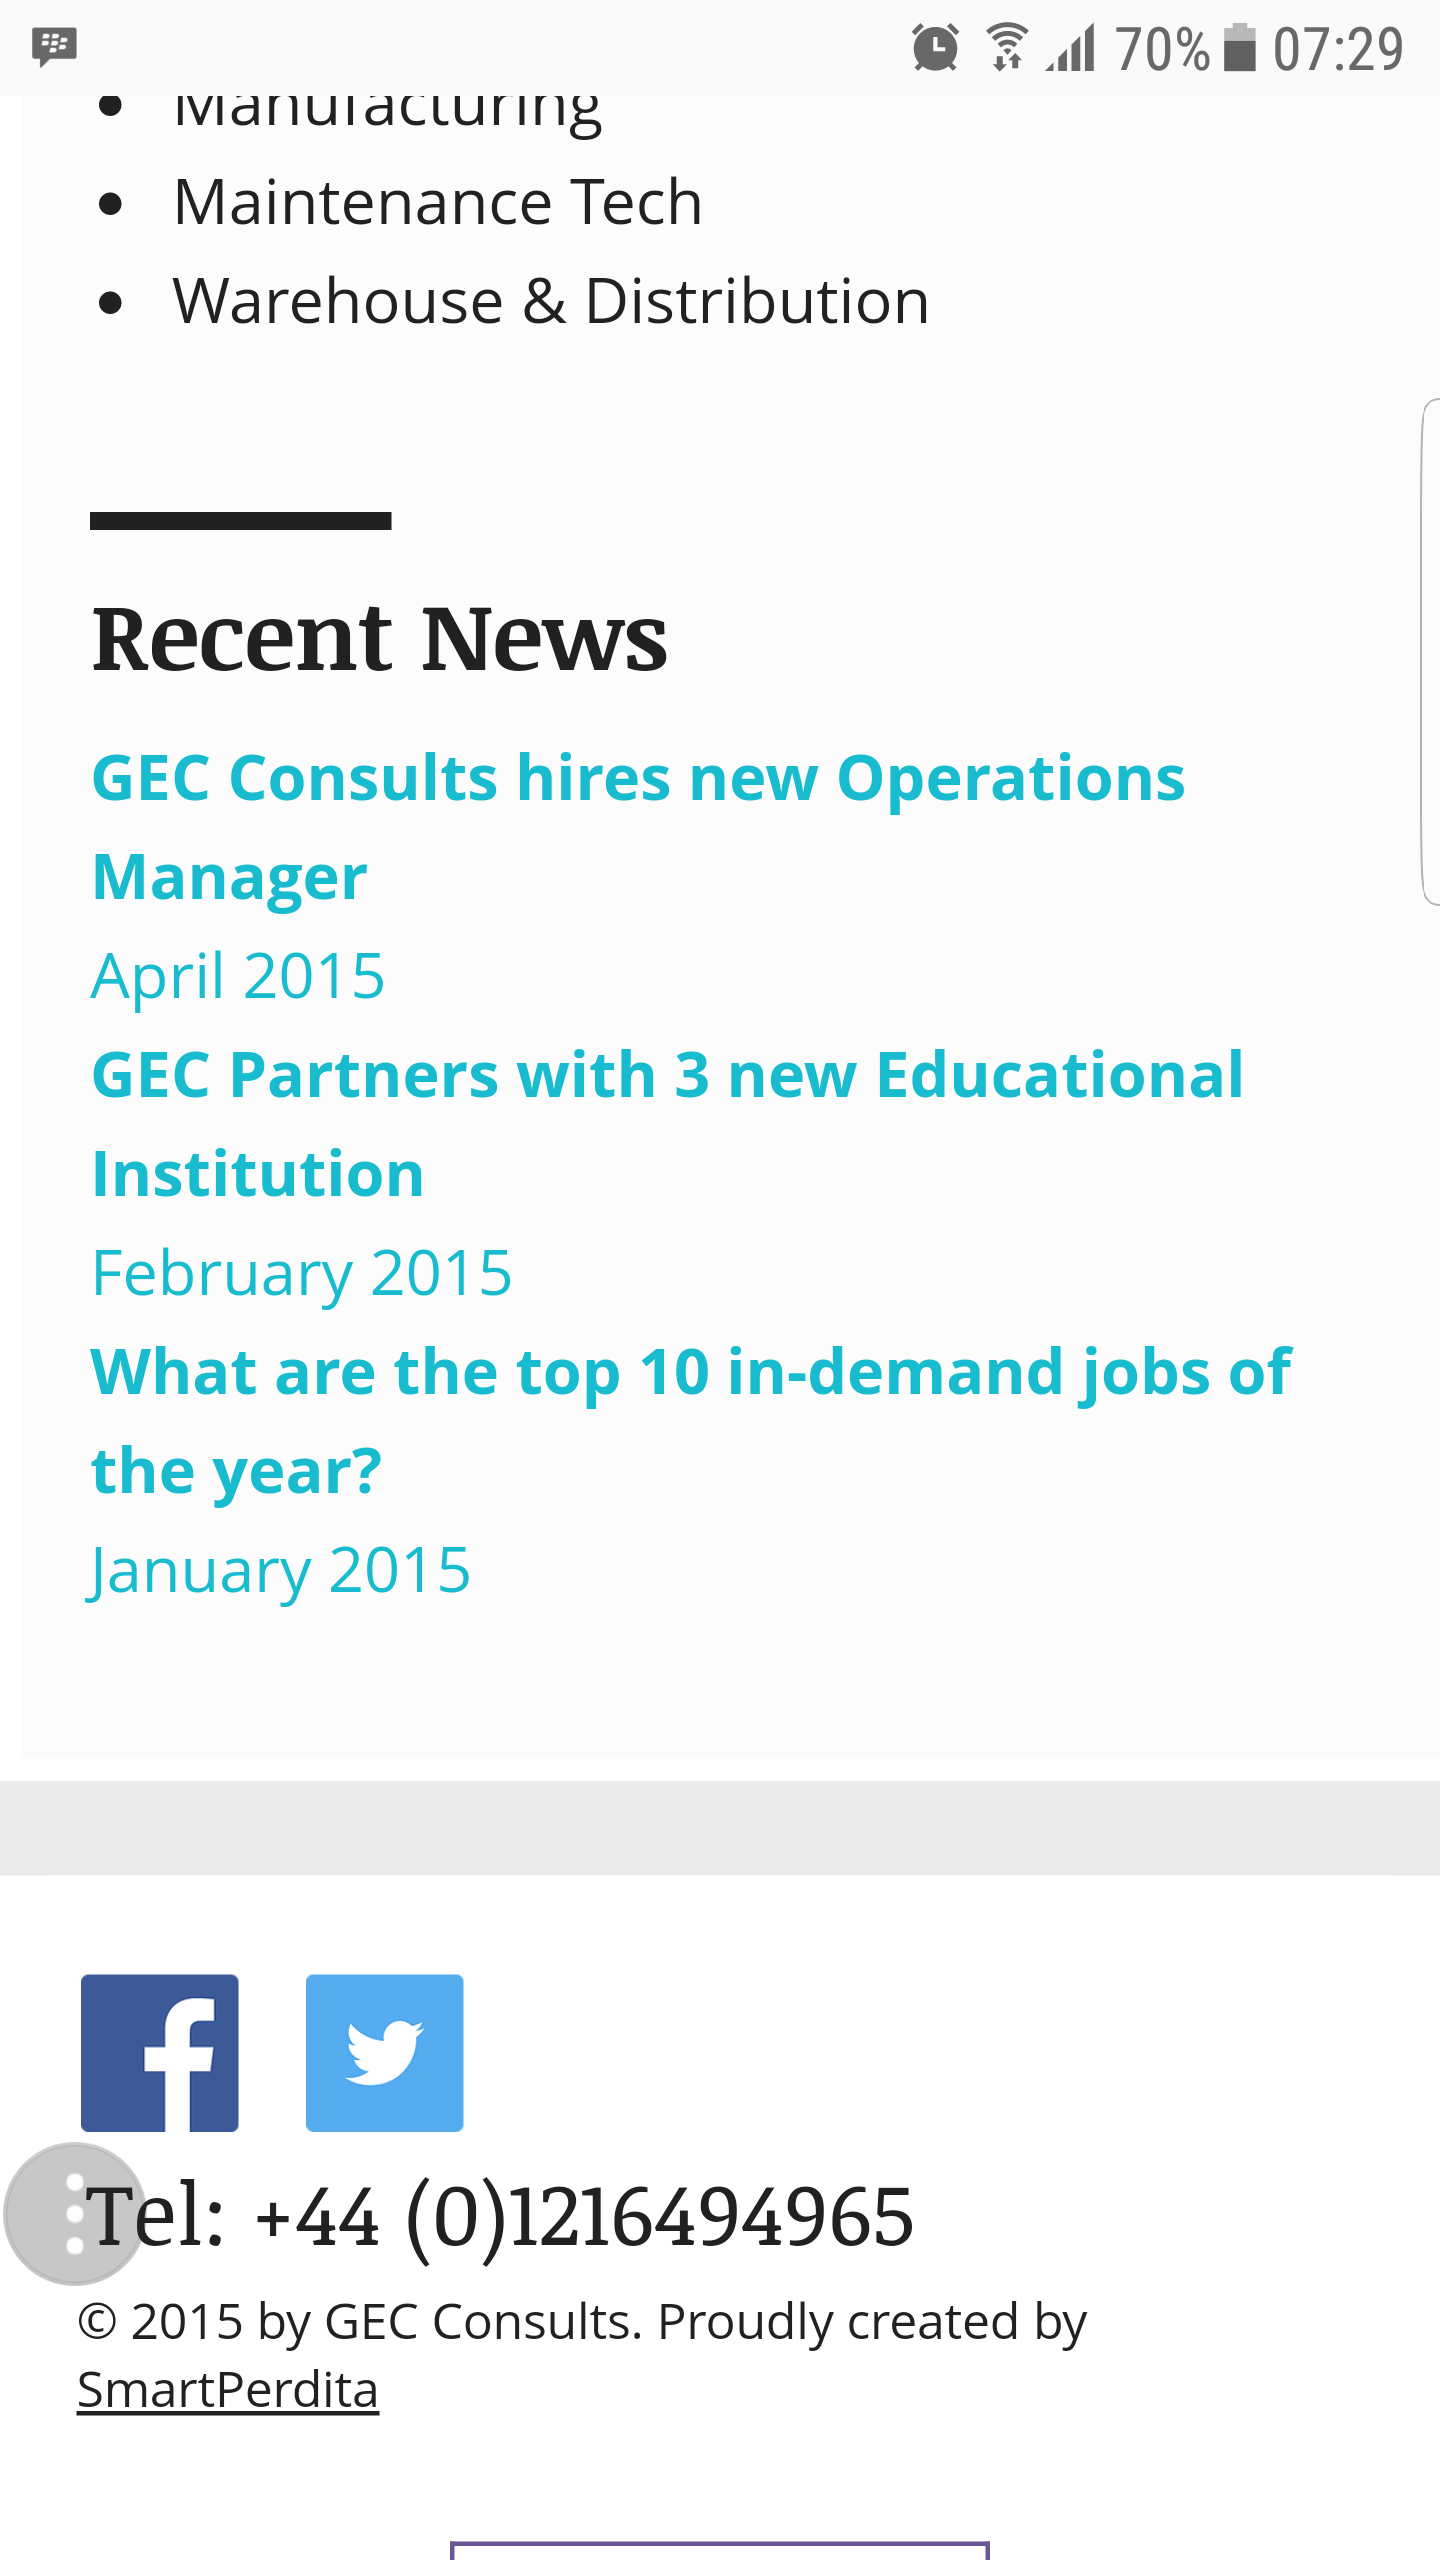 70% 07:29
Manufacturing
Maintenance Tech
Warehouse & Distribution
Recent News
GEC Consults hires new Operations
Manager
April 2015
GEC Partners with 3 new Educational
Institution
February 2015
What are the top 10 in-demand jobs of
the year?
January 2015
Tel: +44 (0)1216494965
© 2015 by GEC Consults. Proudly created by
SmartPerdita